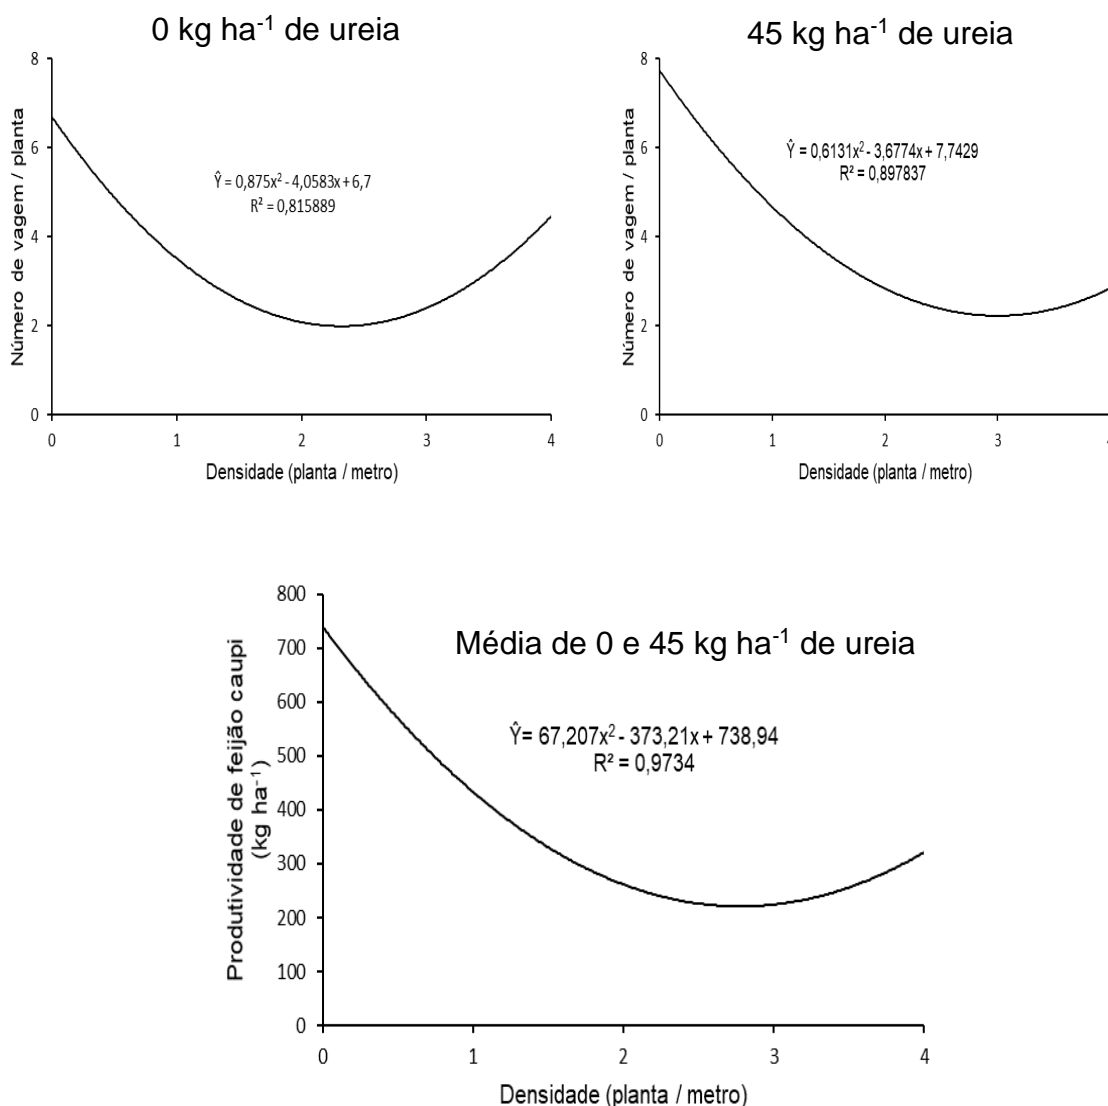 0 kg ha⁻¹ de ureia
Número de vagem / planta
8
6
4
2
0
Ŷ = 0,875x² - 4,0583x + 6,7
R² = 0,815889
0 1 2 3 4
Densidade (planta / metro)
45 kg ha⁻¹ de ureia
Número de vagem / planta
8
6
4
2
0
Ŷ = 0,6131x² - 3,6774x + 7,7429
R² = 0,897837
0 1 2 3 4
Densidade (planta / metro)
Média de 0 e 45 kg ha⁻¹ de ureia
Produtividade de feijão caupi
(kg ha⁻¹)
800
700
600
500
400
300
200
100
0
Ŷ= 67,207x² - 373,21x + 738,94
R² = 0,9734
0 1 2 3 4
Densidade (planta / metro)